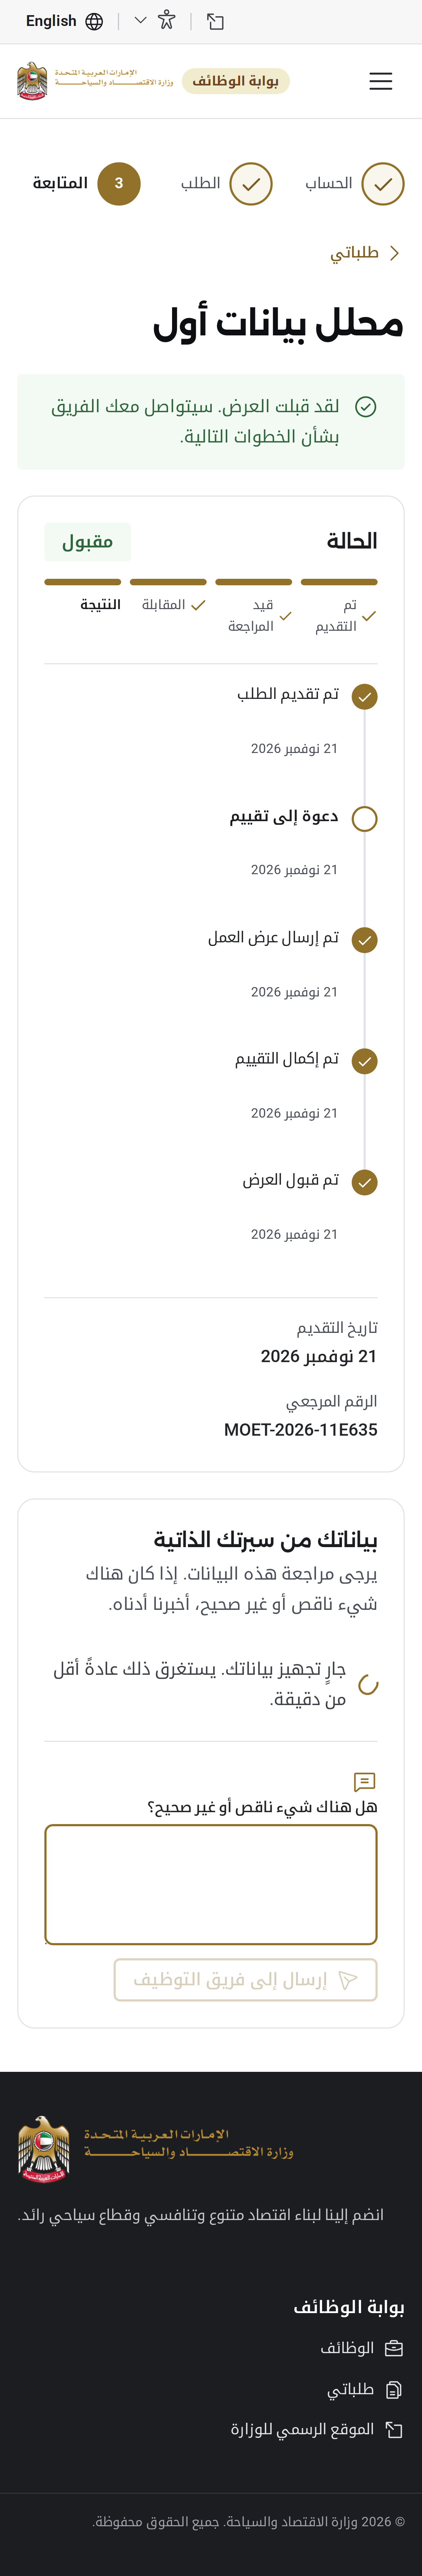 English
الإمارات العربية المتحدة
وزارة الاقتصاد والسياحة
بوابة الوظائف
الحساب
الطلب
3
المتابعة
طلباتي
محلل بيانات أول
لقد قبلت العرض. سيتواصل معك الفريق
بشأن الخطوات التالية.
الحالة
مقبول
تم
التقديم
قيد
المراجعة
المقابلة
النتيجة
تم تقديم الطلب
21 نوفمبر 2026
دعوة إلى تقييم
21 نوفمبر 2026
تم إرسال عرض العمل
21 نوفمبر 2026
تم إكمال التقييم
21 نوفمبر 2026
تم قبول العرض
21 نوفمبر 2026
تاريخ التقديم
21 نوفمبر 2026
الرقم المرجعي
MOET-2026-11E635
بياناتك من سيرتك الذاتية
يرجى مراجعة هذه البيانات. إذا كان هناك
شيء ناقص أو غير صحيح، أخبرنا أدناه.
جارٍ تجهيز بياناتك. يستغرق ذلك عادةً أقل
من دقيقة.
هل هناك شيء ناقص أو غير صحيح؟
إرسال إلى فريق التوظيف
الإمارات العربية المتحدة
وزارة الاقتصاد والسياحة
انضم إلينا لبناء اقتصاد متنوع وتنافسي وقطاع سياحي رائد.
بوابة الوظائف
الوظائف
طلباتي
الموقع الرسمي للوزارة
© 2026 وزارة الاقتصاد والسياحة. جميع الحقوق محفوظة.